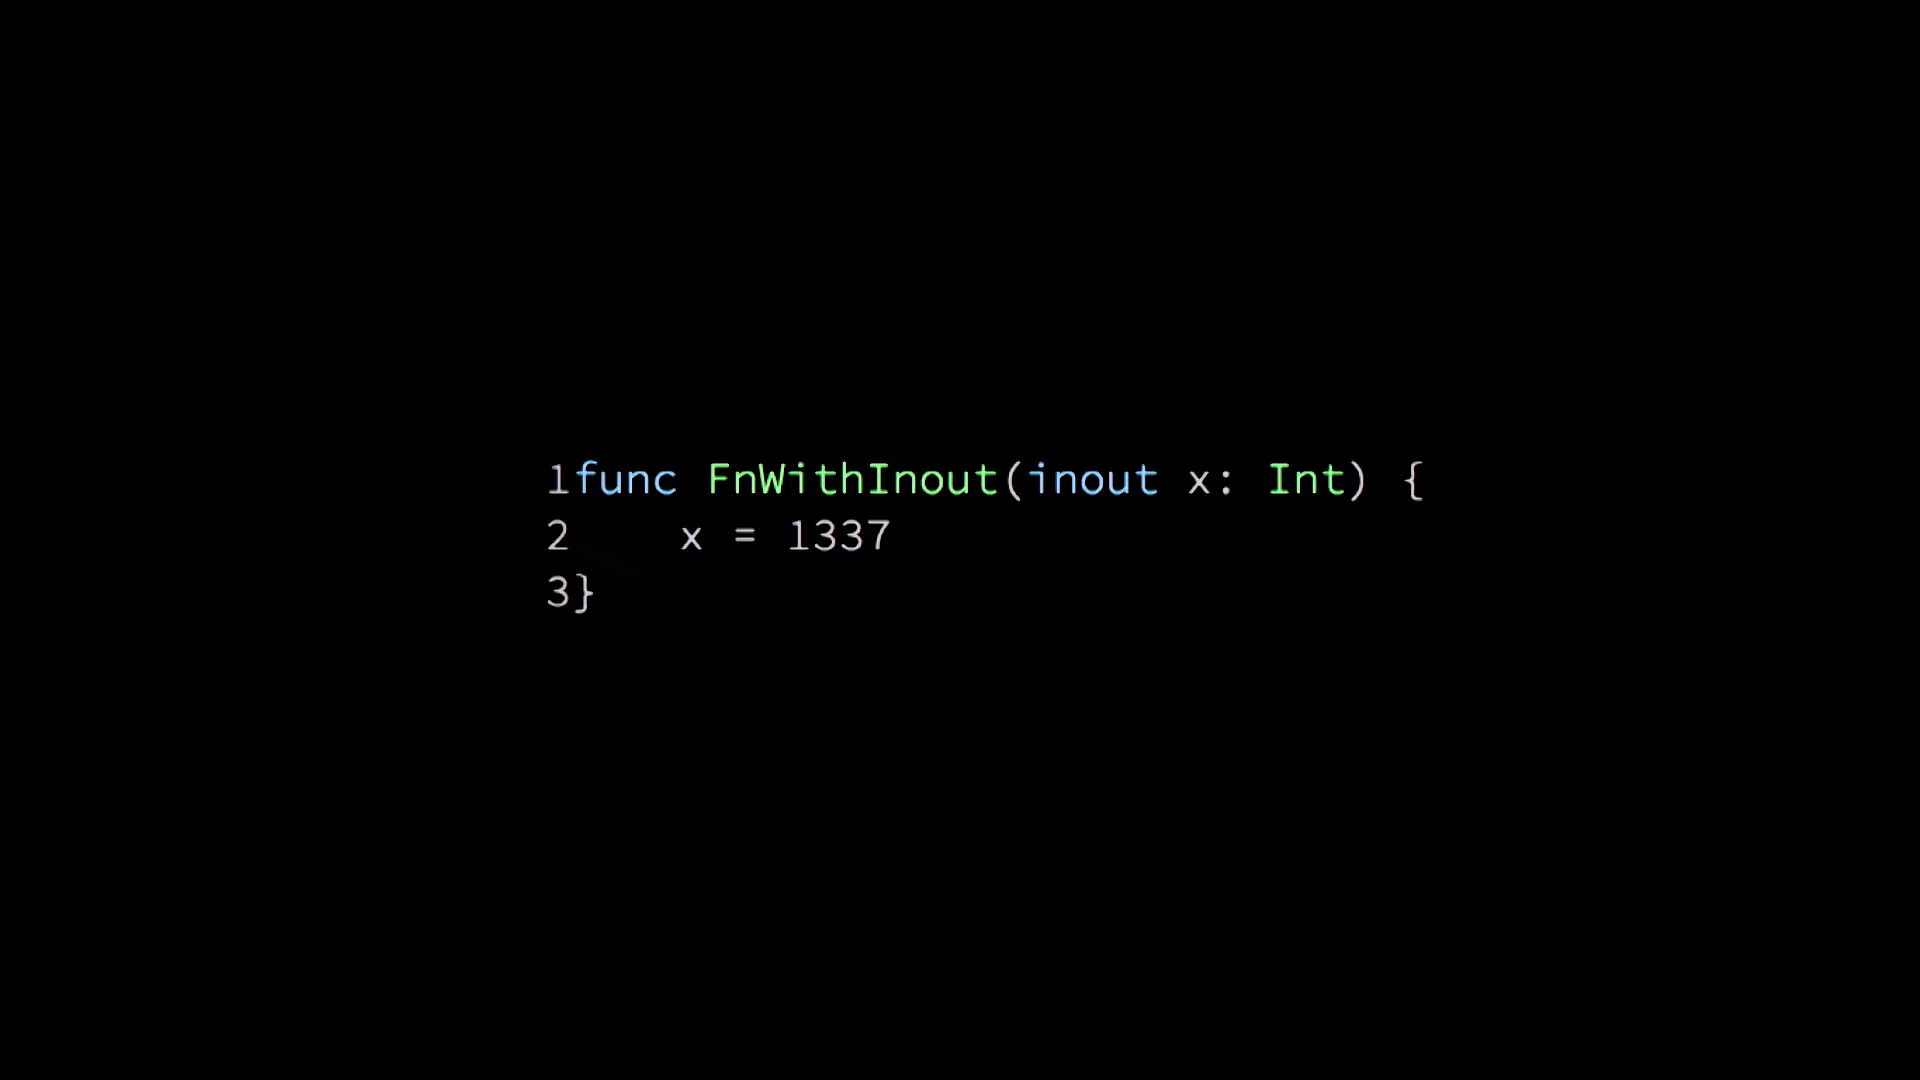 1func FnWithInout(inout x: Int) {
2    x = 1337
3}